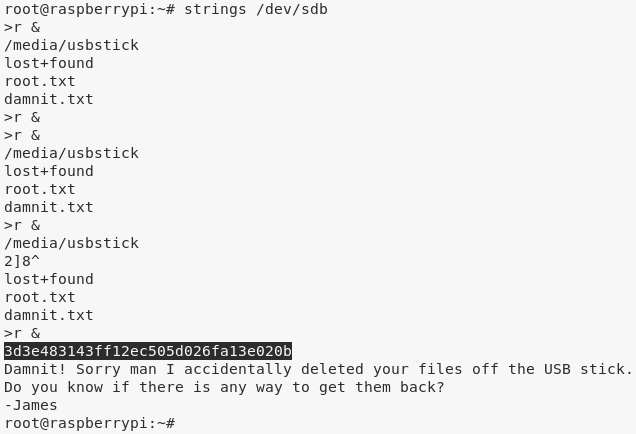 root@raspberrypi:~# strings /dev/sdb
>r &
/media/usbstick
lost+found
root.txt
damnit.txt
>r &
>r &
/media/usbstick
lost+found
root.txt
damnit.txt
>r &
/media/usbstick
2]8^
lost+found
root.txt
damnit.txt
>r &
3d3e483143ff12ec505d026fa13e020b
Damnit! Sorry man I accidentally deleted your files off the USB stick.
Do you know if there is any way to get them back?
-James
root@raspberrypi:~#